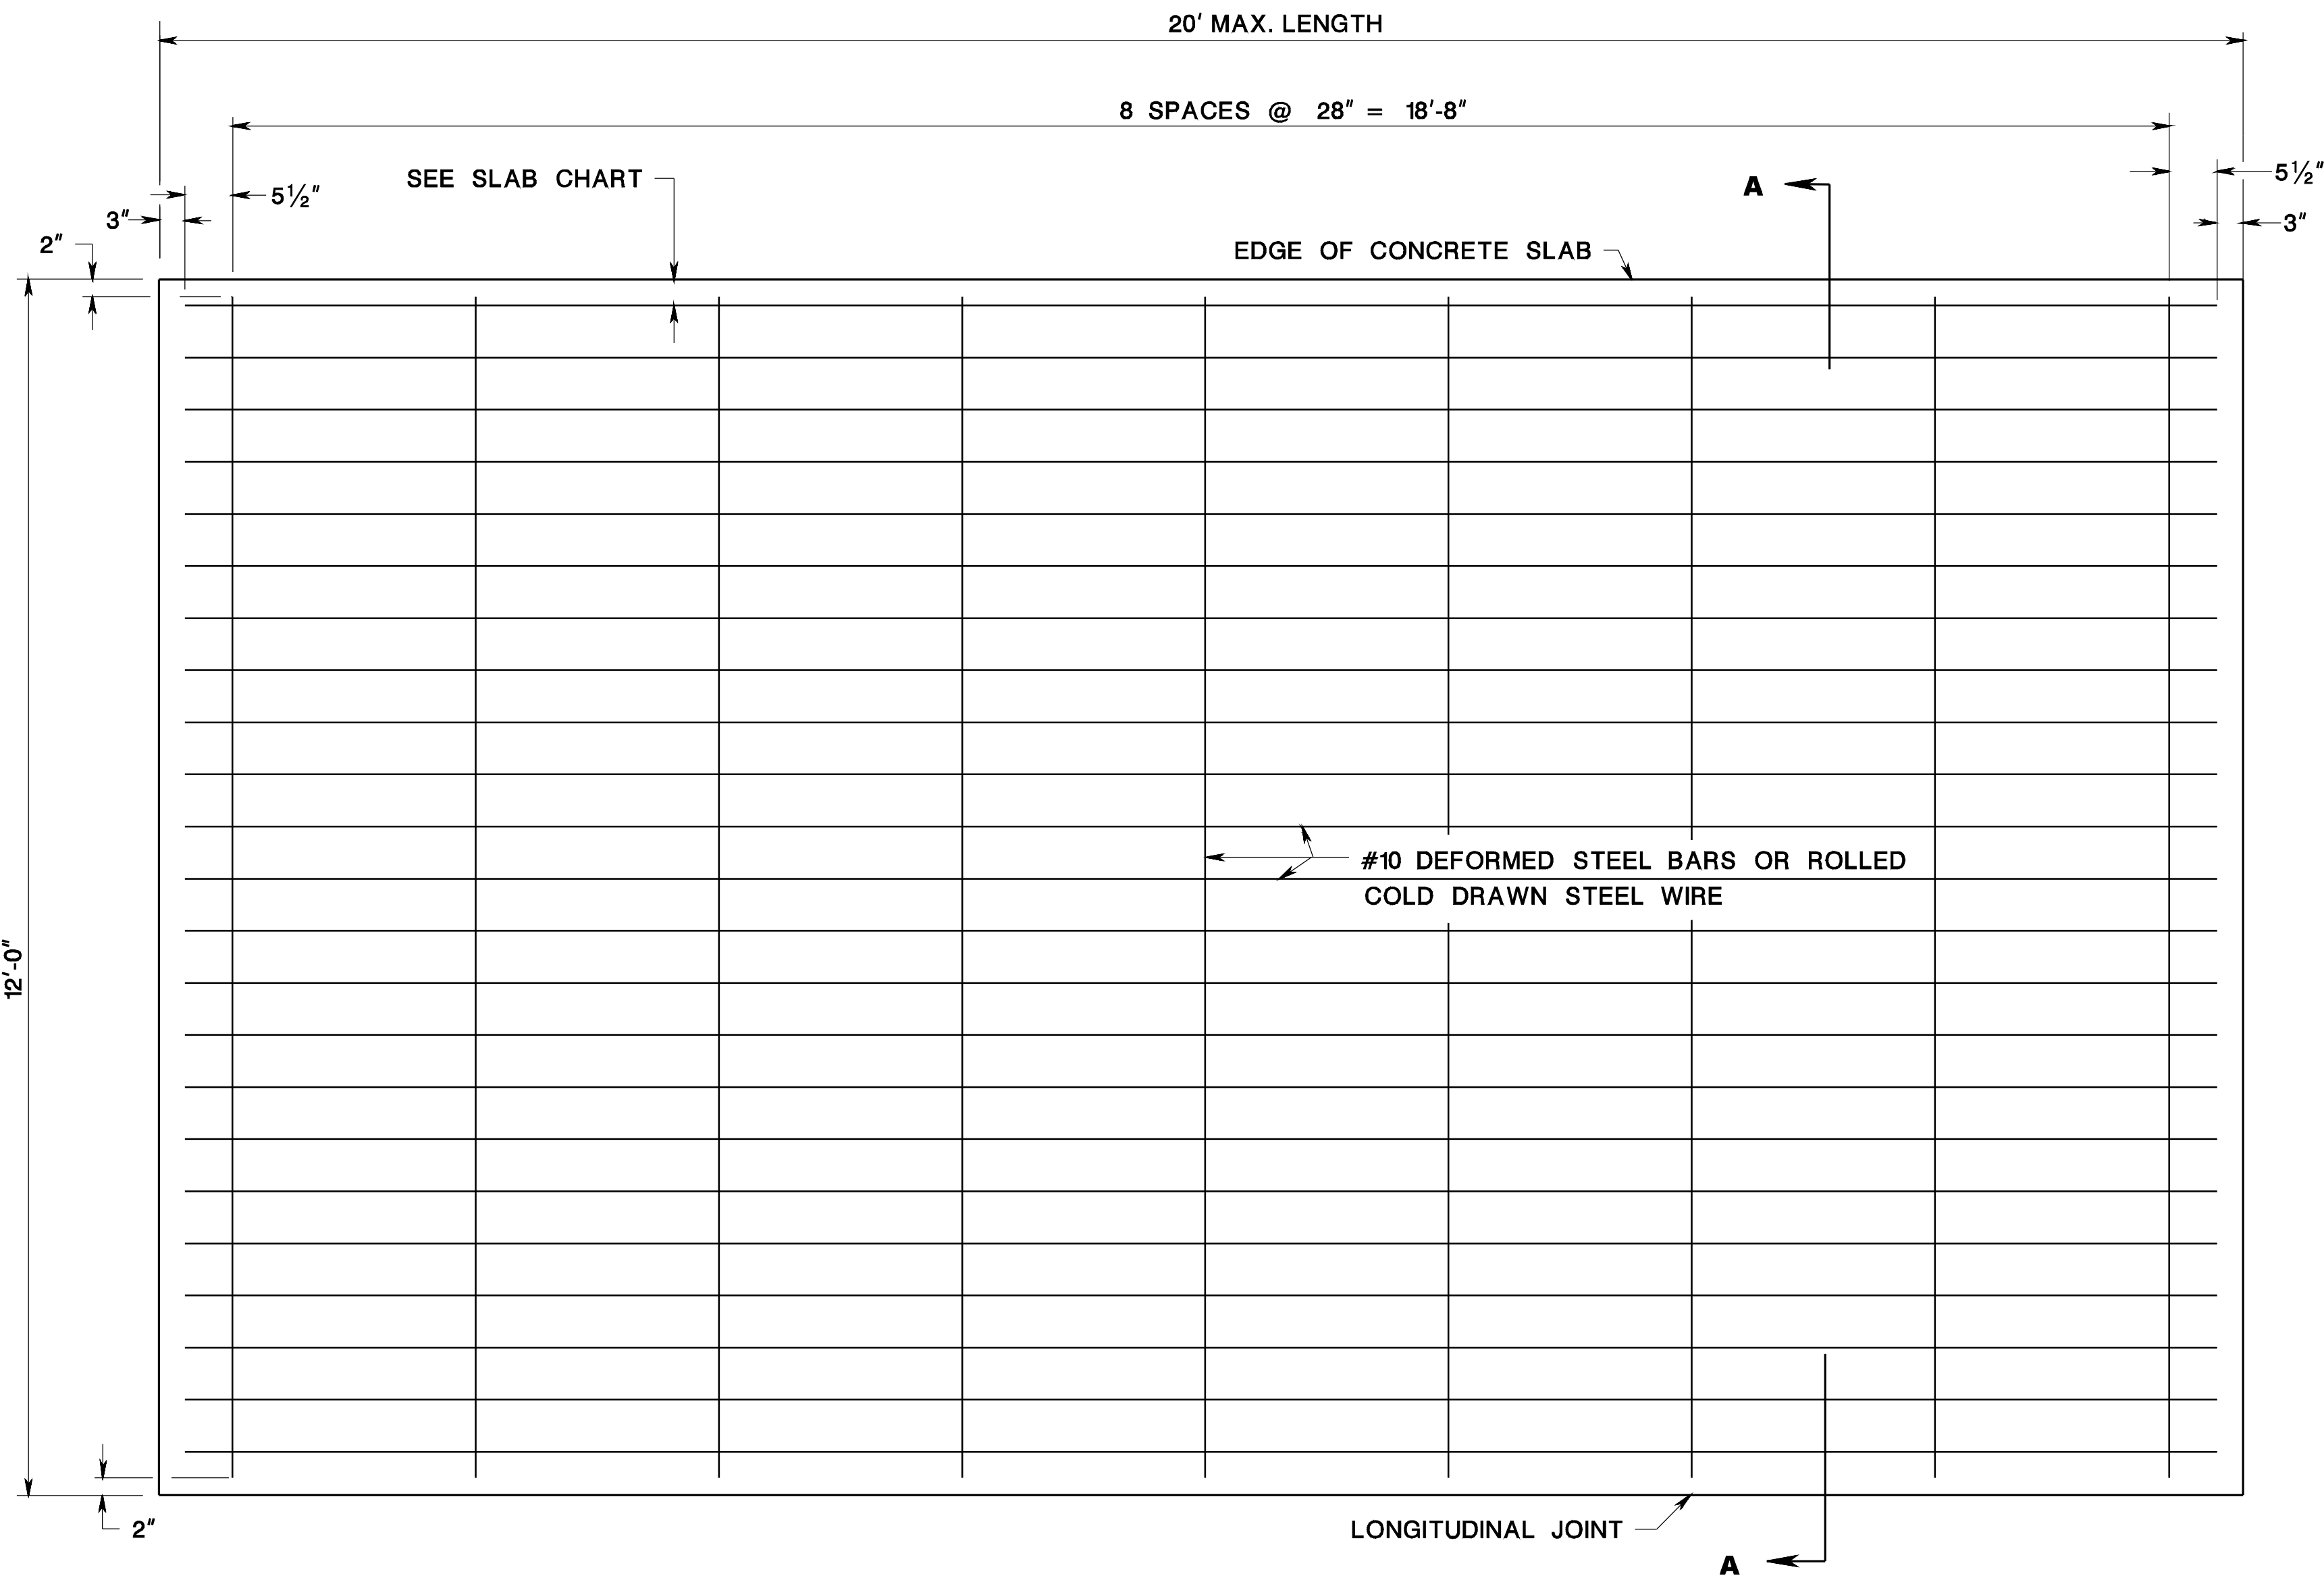 20' MAX. LENGTH
8 SPACES @ 28" = 18'-8"
SEE SLAB CHART
5½"
3"
2"
A
5½"
3"
EDGE OF CONCRETE SLAB
#10 DEFORMED STEEL BARS OR ROLLED
COLD DRAWN STEEL WIRE
12'-0"
2"
LONGITUDINAL JOINT
A